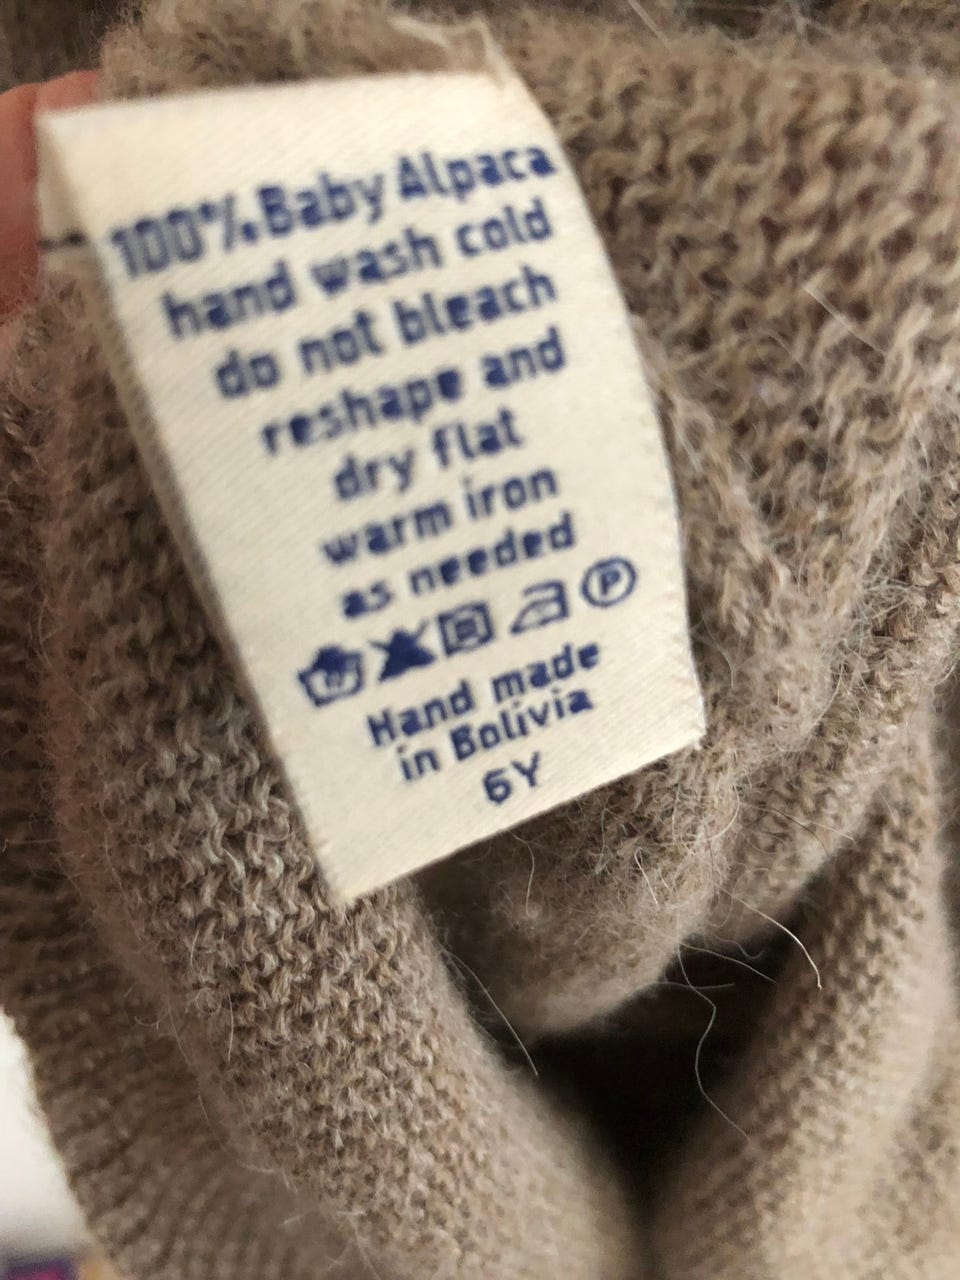 100% Baby Alpaca
hand wash cold
do not bleach
reshape and
dry flat
warm iron
as needed
P
Hand made
in Bolivia
6Y